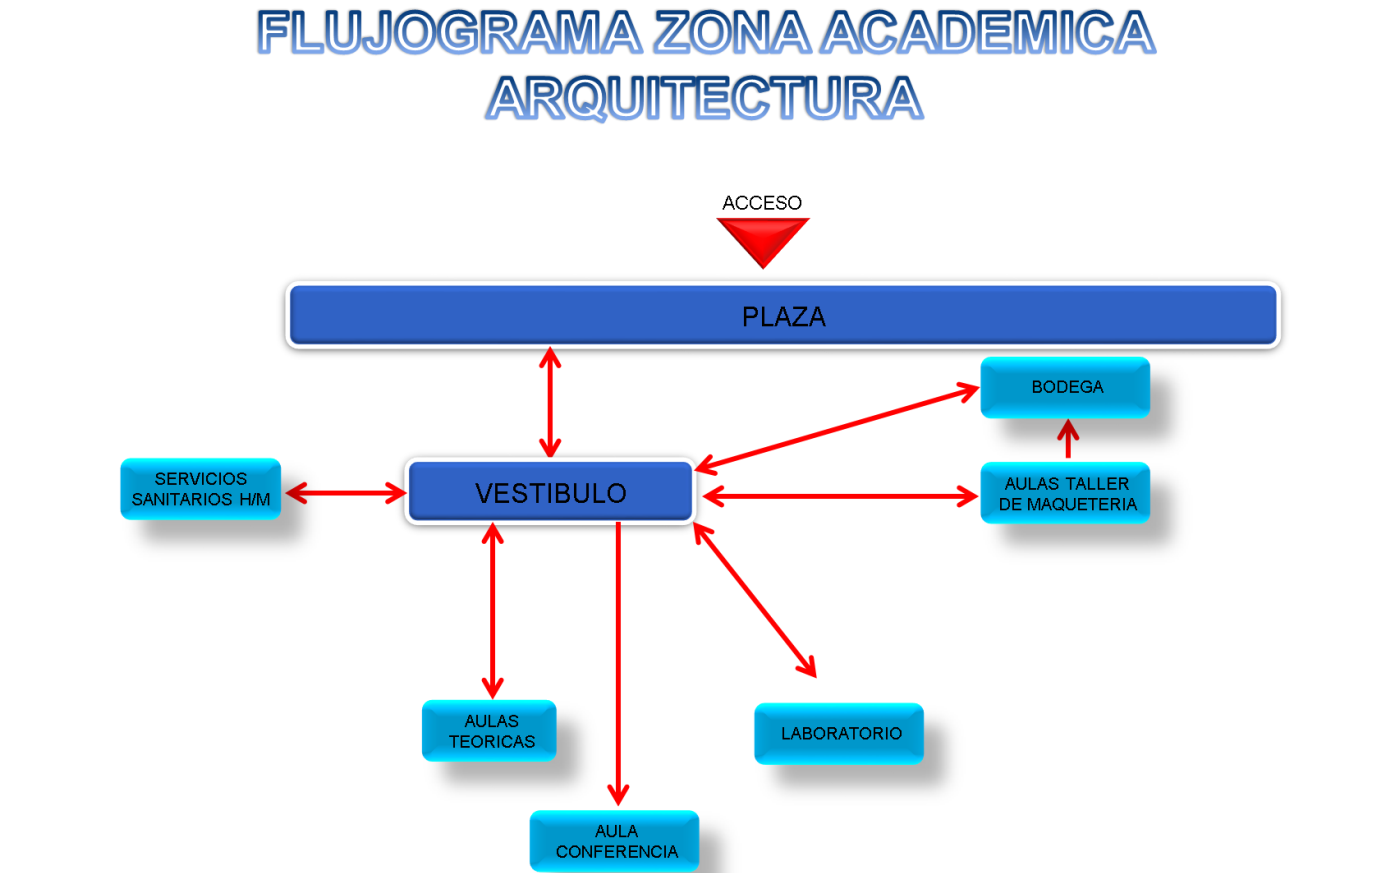 FLUJOGRAMA ZONA ACADEMICA
ARQUITECTURA
ACCESO
PLAZA
BODEGA
SERVICIOS
SANITARIOS H/M
VESTIBULO
AULAS TALLER
DE MAQUETERIA
AULAS
TEORICAS
LABORATORIO
AULA
CONFERENCIA